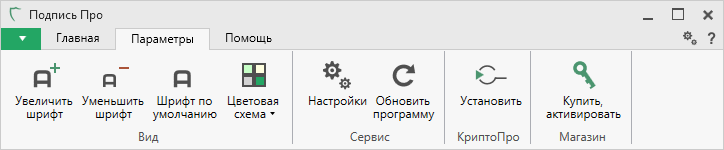 Подпись Про
Главная Параметры Помощь ?
Увеличить шрифт
Уменьшить шрифт
Шрифт по умолчанию
Цветовая схема
Настройки
Обновить программу
Установить
Купить, активировать
Вид Сервис КриптоПро Магазин